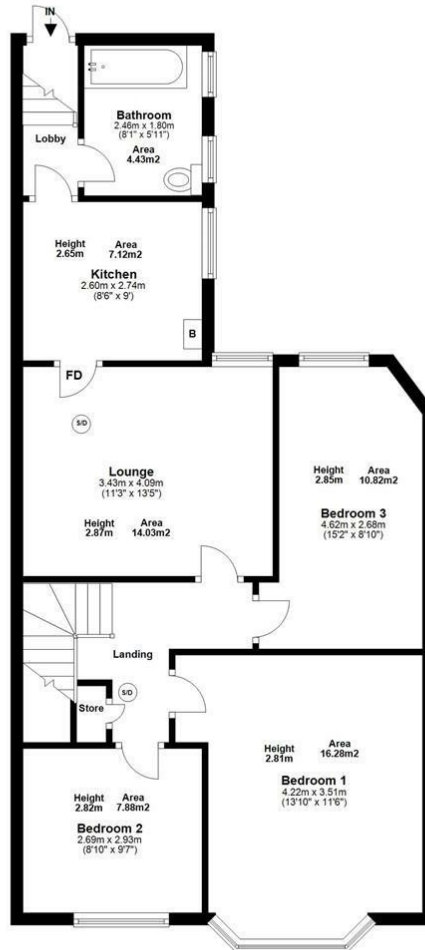 IN
Bathroom
2.46m x 1.80m
(8'1" x 5'11")
Area
4.43m2
Lobby
Height Area
2.65m 7.12m2
Kitchen
2.60m x 2.74m
(8'6" x 9')
B
FD
S/D
Lounge
3.43m x 4.09m
(11'3" x 13'5")
Height Area
2.87m 14.03m2
Height Area
2.85m 10.82m2
Bedroom 3
4.62m x 2.68m
(15'2" x 8'10")
Landing
S/D
Store
Height Area
2.81m 16.28m2
Bedroom 1
4.22m x 3.51m
(13'10" x 11'6")
Height Area
2.82m 7.88m2
Bedroom 2
2.69m x 2.93m
(8'10" x 9'7")